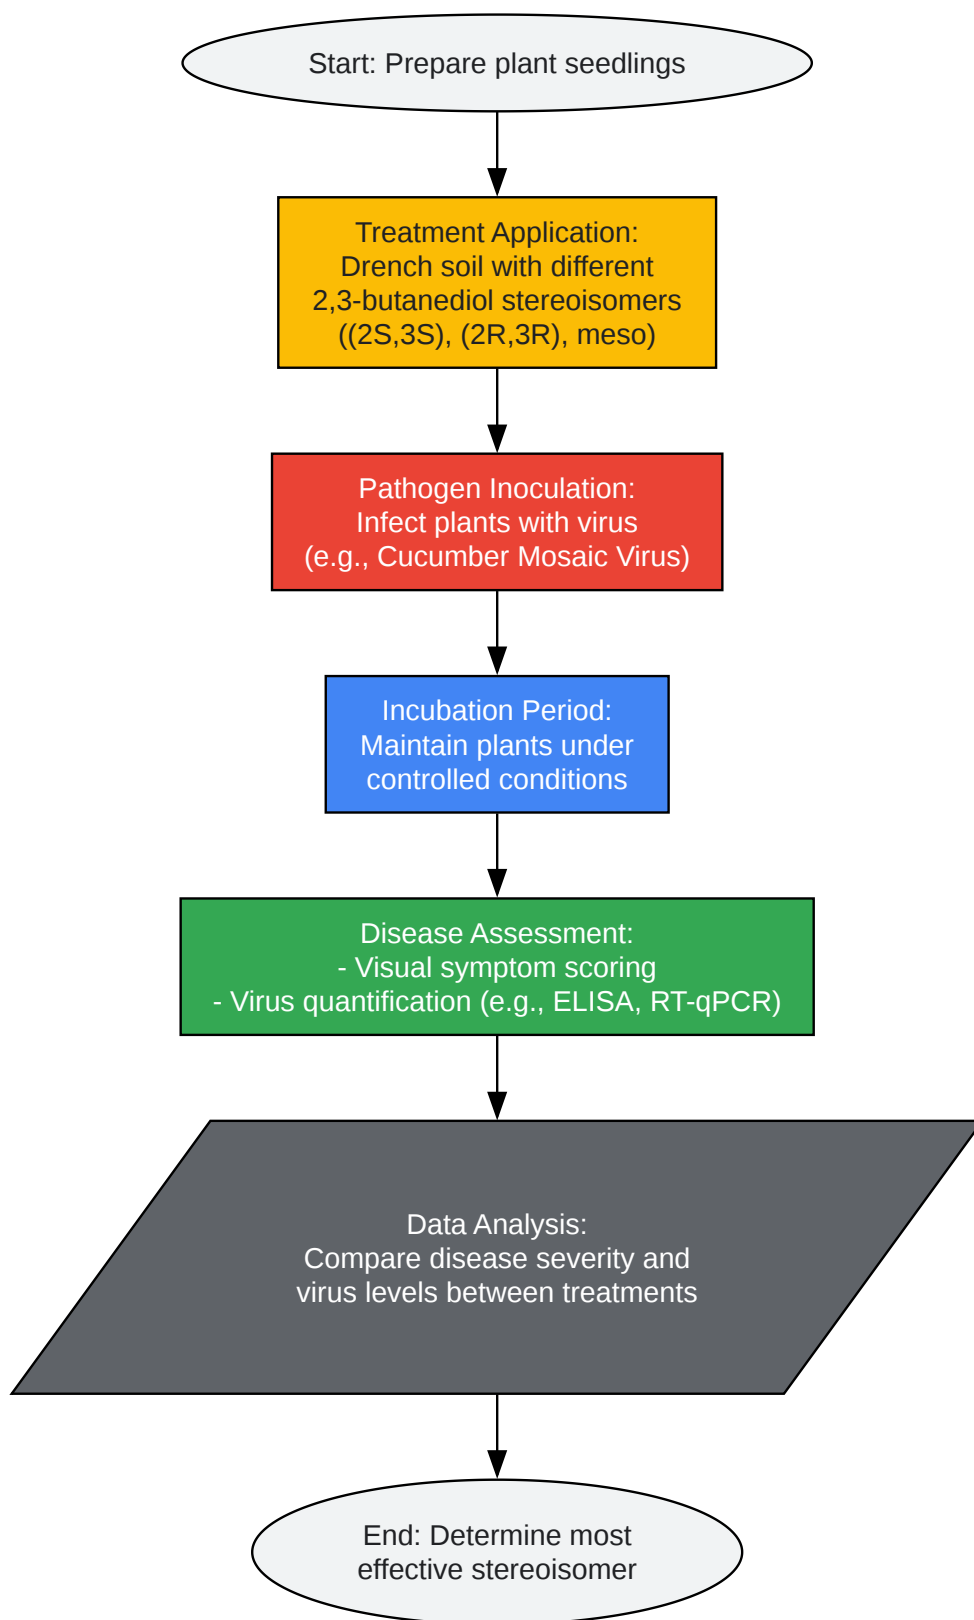 Start: Prepare plant seedlings
Treatment Application:
Drench soil with different
2,3-butanediol stereoisomers
((2S,3S), (2R,3R), meso)
Pathogen Inoculation:
Infect plants with virus
(e.g., Cucumber Mosaic Virus)
Incubation Period:
Maintain plants under
controlled conditions
Disease Assessment:
- Visual symptom scoring
- Virus quantification (e.g., ELISA, RT-qPCR)
Data Analysis:
Compare disease severity and
virus levels between treatments
End: Determine most
effective stereoisomer